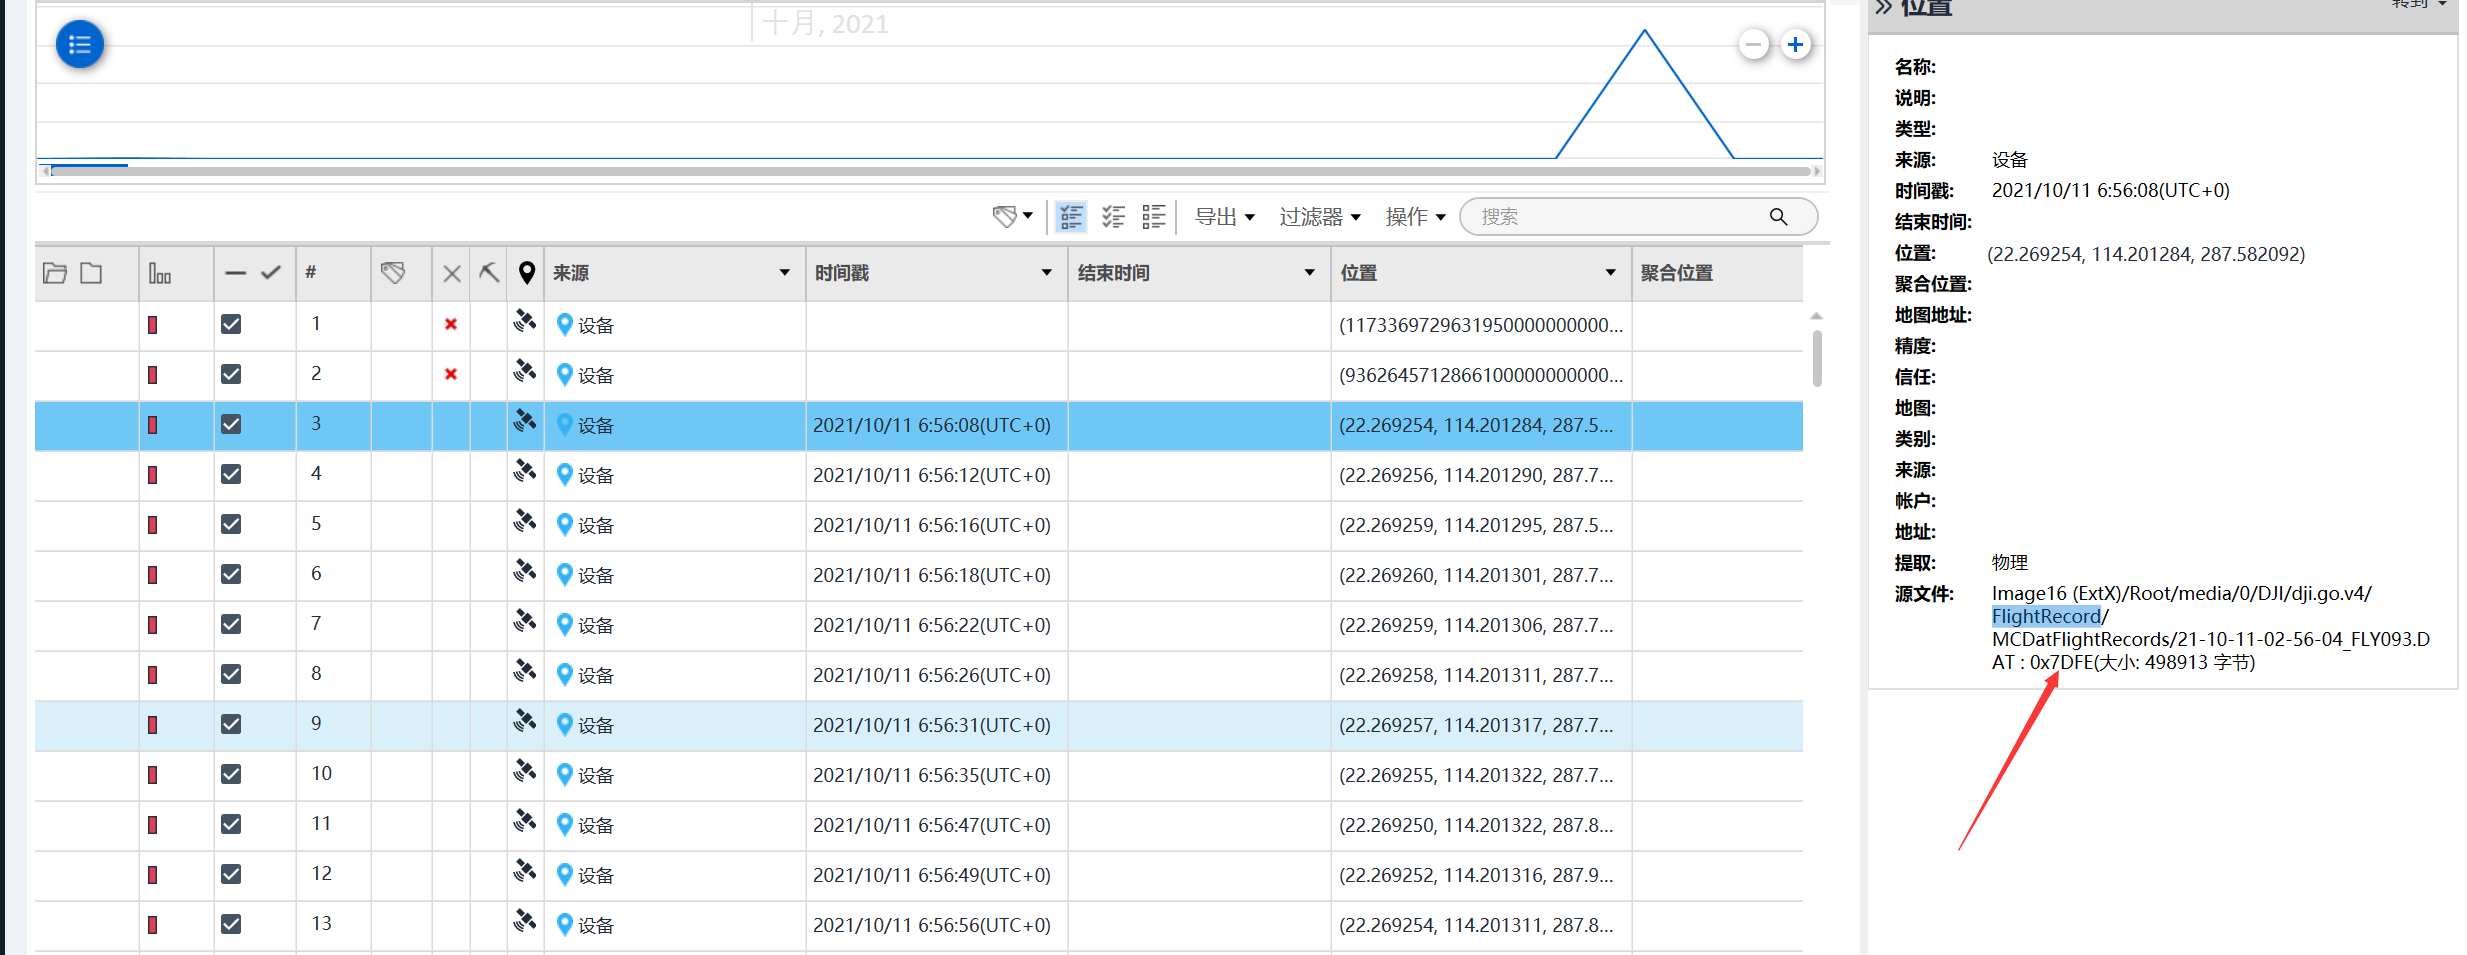 十月, 2021
导出
过滤器
操作
搜索
#
来源
时间戳
结束时间
位置
聚合位置
1
设备
(1173369729631950000000000...
2
设备
(9362645712866100000000000...
3
设备
2021/10/11 6:56:08(UTC+0)
(22.269254, 114.201284, 287.5...
4
设备
2021/10/11 6:56:12(UTC+0)
(22.269256, 114.201290, 287.7...
5
设备
2021/10/11 6:56:16(UTC+0)
(22.269259, 114.201295, 287.5...
6
设备
2021/10/11 6:56:18(UTC+0)
(22.269260, 114.201301, 287.7...
7
设备
2021/10/11 6:56:22(UTC+0)
(22.269259, 114.201306, 287.7...
8
设备
2021/10/11 6:56:26(UTC+0)
(22.269258, 114.201311, 287.7...
9
设备
2021/10/11 6:56:31(UTC+0)
(22.269257, 114.201317, 287.7...
10
设备
2021/10/11 6:56:35(UTC+0)
(22.269255, 114.201322, 287.7...
11
设备
2021/10/11 6:56:47(UTC+0)
(22.269250, 114.201322, 287.8...
12
设备
2021/10/11 6:56:49(UTC+0)
(22.269252, 114.201316, 287.9...
13
设备
2021/10/11 6:56:56(UTC+0)
(22.269254, 114.201311, 287.8...
位置
转到
名称:
说明:
类型:
来源: 设备
时间戳: 2021/10/11 6:56:08(UTC+0)
结束时间:
位置: (22.269254, 114.201284, 287.582092)
聚合位置:
地图地址:
精度:
信任:
地图:
类别:
来源:
帐户:
地址:
提取: 物理
源文件: Image16 (ExtX)/Root/media/0/DJI/dji.go.v4/
FlightRecord/
MCDatFlightRecords/21-10-11-02-56-04_FLY093.D
AT : 0x7DFE(大小: 498913 字节)